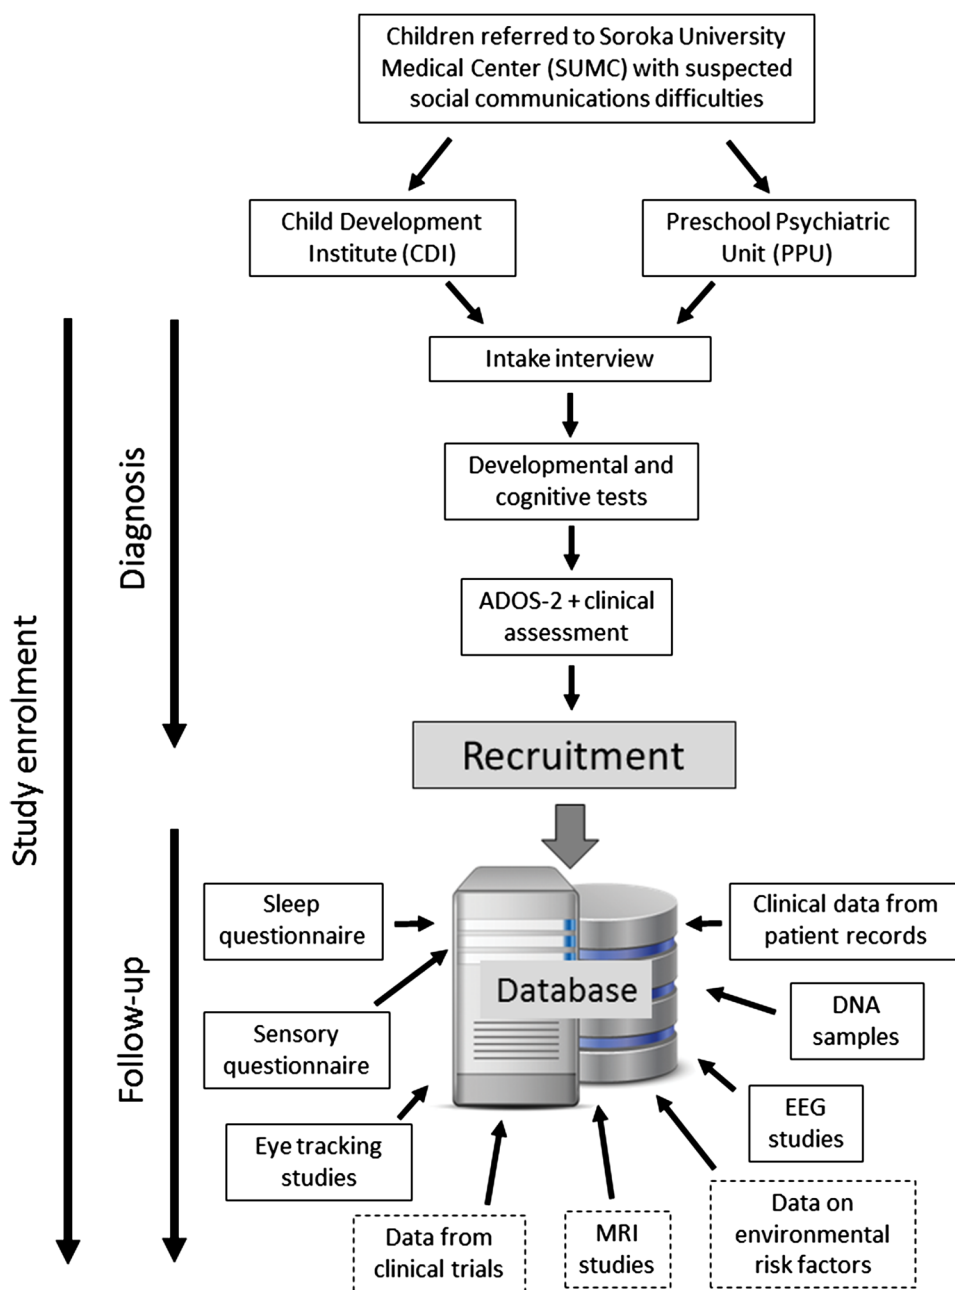 Children referred to Soroka University
Medical Center (SUMC) with suspected
social communications difficulties
Child Development
Institute (CDI)
Preschool Psychiatric
Unit (PPU)
Intake interview
Developmental and
cognitive tests
ADOS-2 + clinical
assessment
Recruitment
Study enrolment
Diagnosis
Follow-up
Database
Sleep
questionnaire
Sensory
questionnaire
Eye tracking
studies
Data from
clinical trials
MRI
studies
Data on
environmental
risk factors
EEG
studies
DNA
samples
Clinical data from
patient records